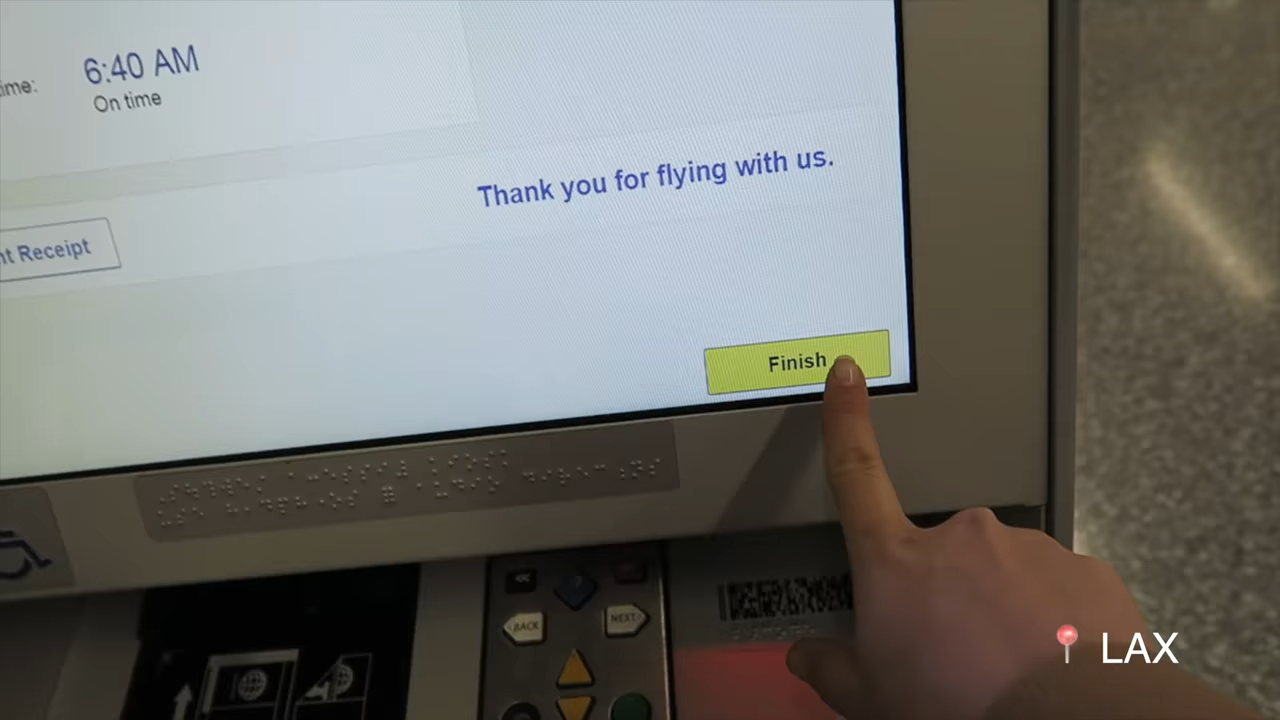 ime:
6:40 AM
On time
Thank you for flying with us.
nt Receipt
Finish
BACK
NEXT
LAX